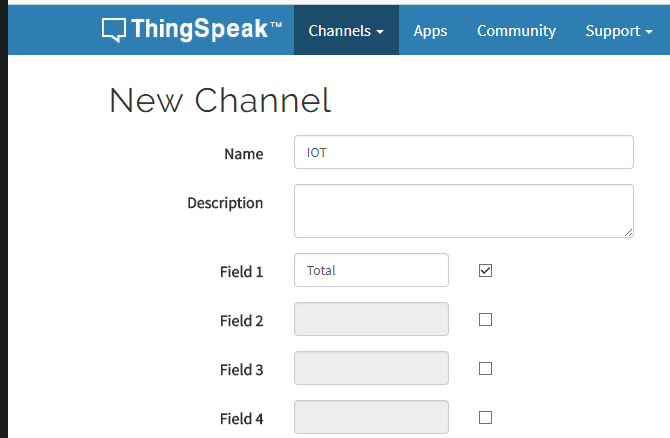 ThingSpeak™ Channels Apps Community Support
New Channel
Name IOT
Description
Field 1 Total
Field 2
Field 3
Field 4